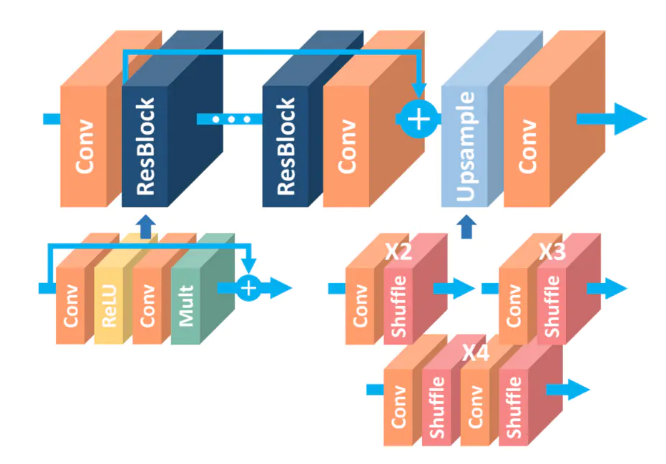 Conv
ResBlock
ResBlock
Conv
Upsample
Conv
Conv
ReLU
Conv
Mult
X2
Conv
Shuffle
X3
Conv
Shuffle
X4
Conv
Shuffle
Conv
Shuffle